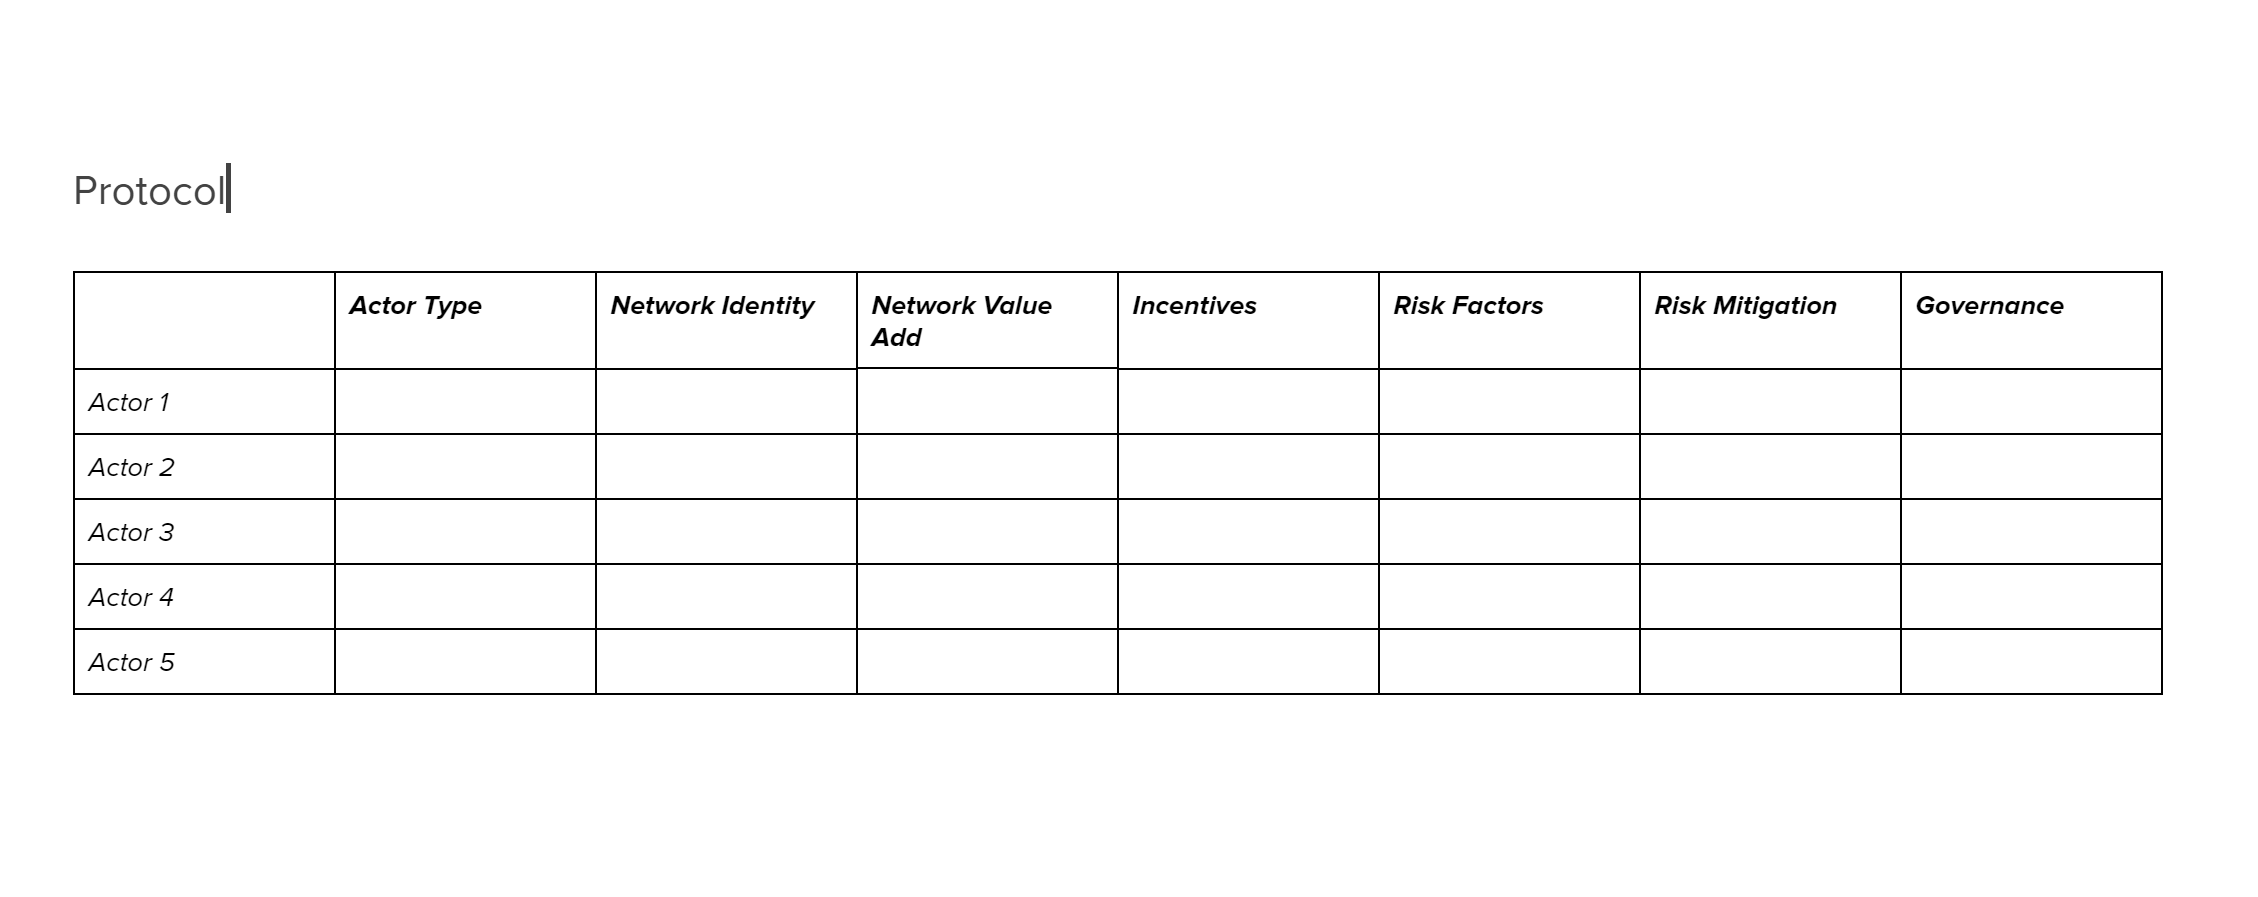 Protocol
Actor Type
Network Identity
Network Value
Add
Incentives
Risk Factors
Risk Mitigation
Governance
Actor 1
Actor 2
Actor 3
Actor 4
Actor 5